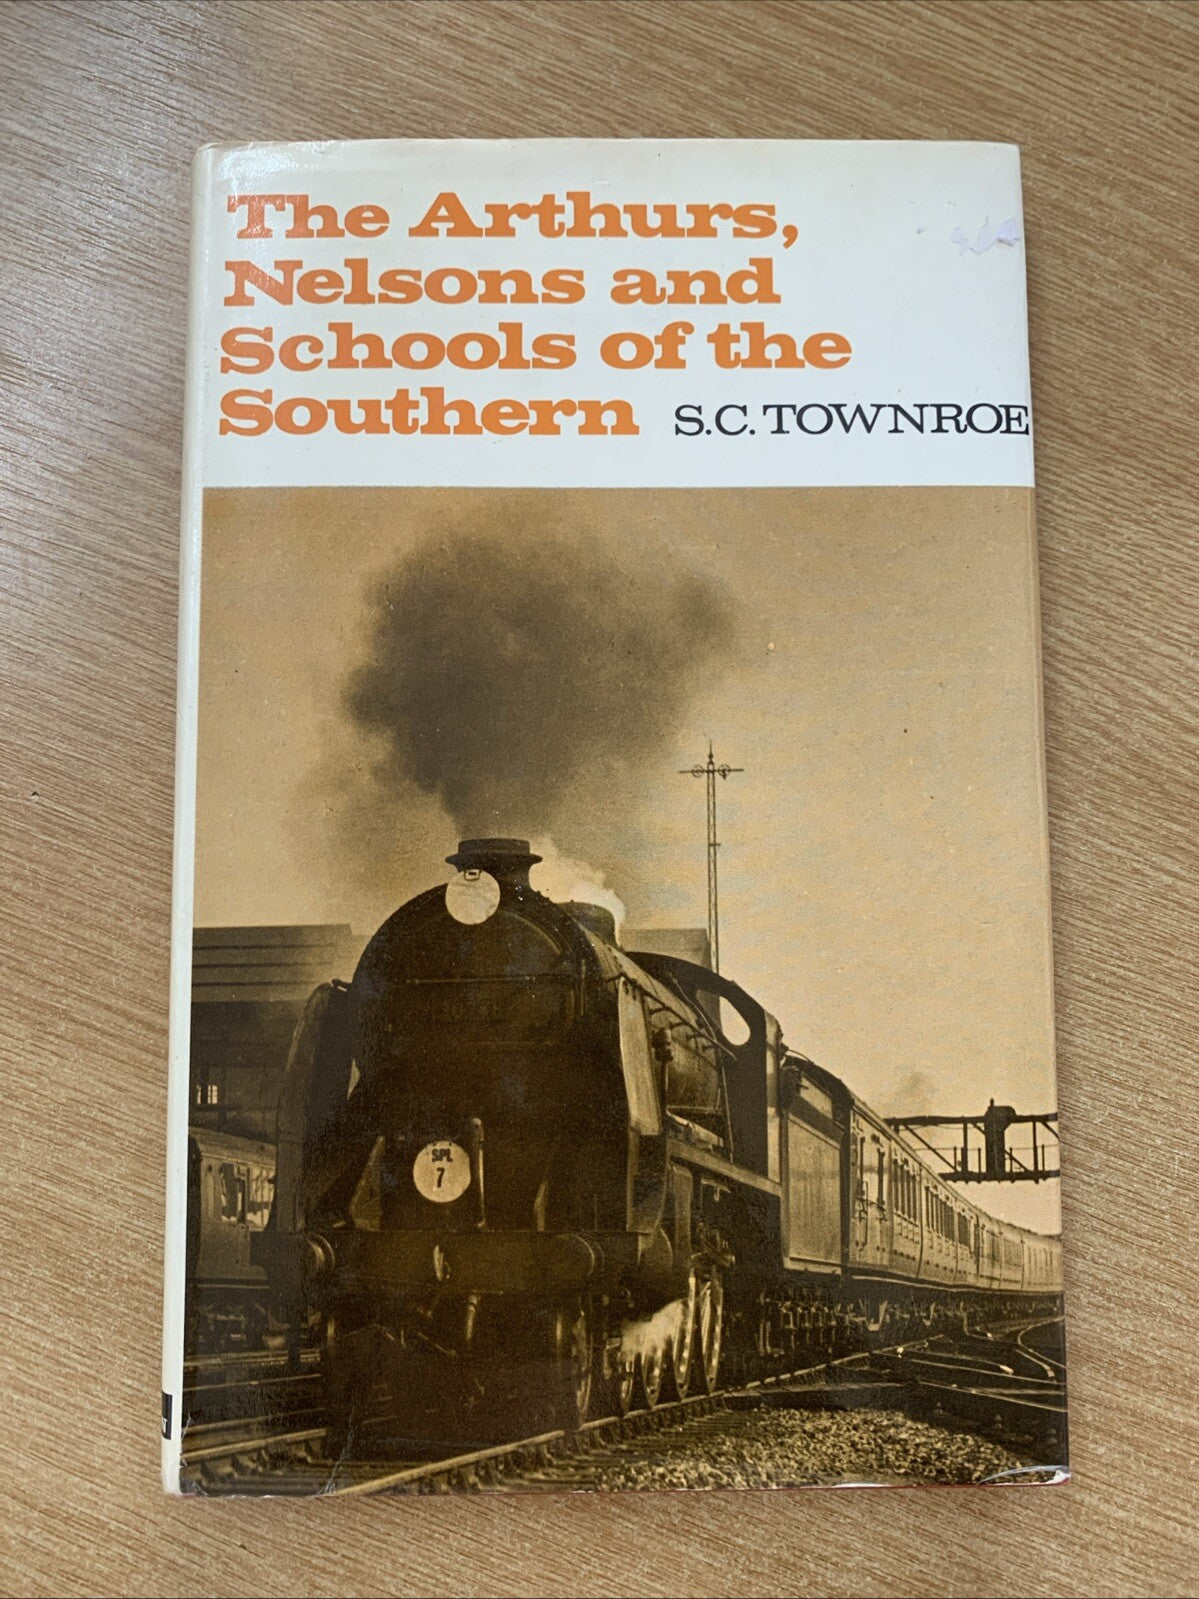 The Arthurs,
Nelsons and
Schools of the
Southern S.C. TOWNROE
SPL
7